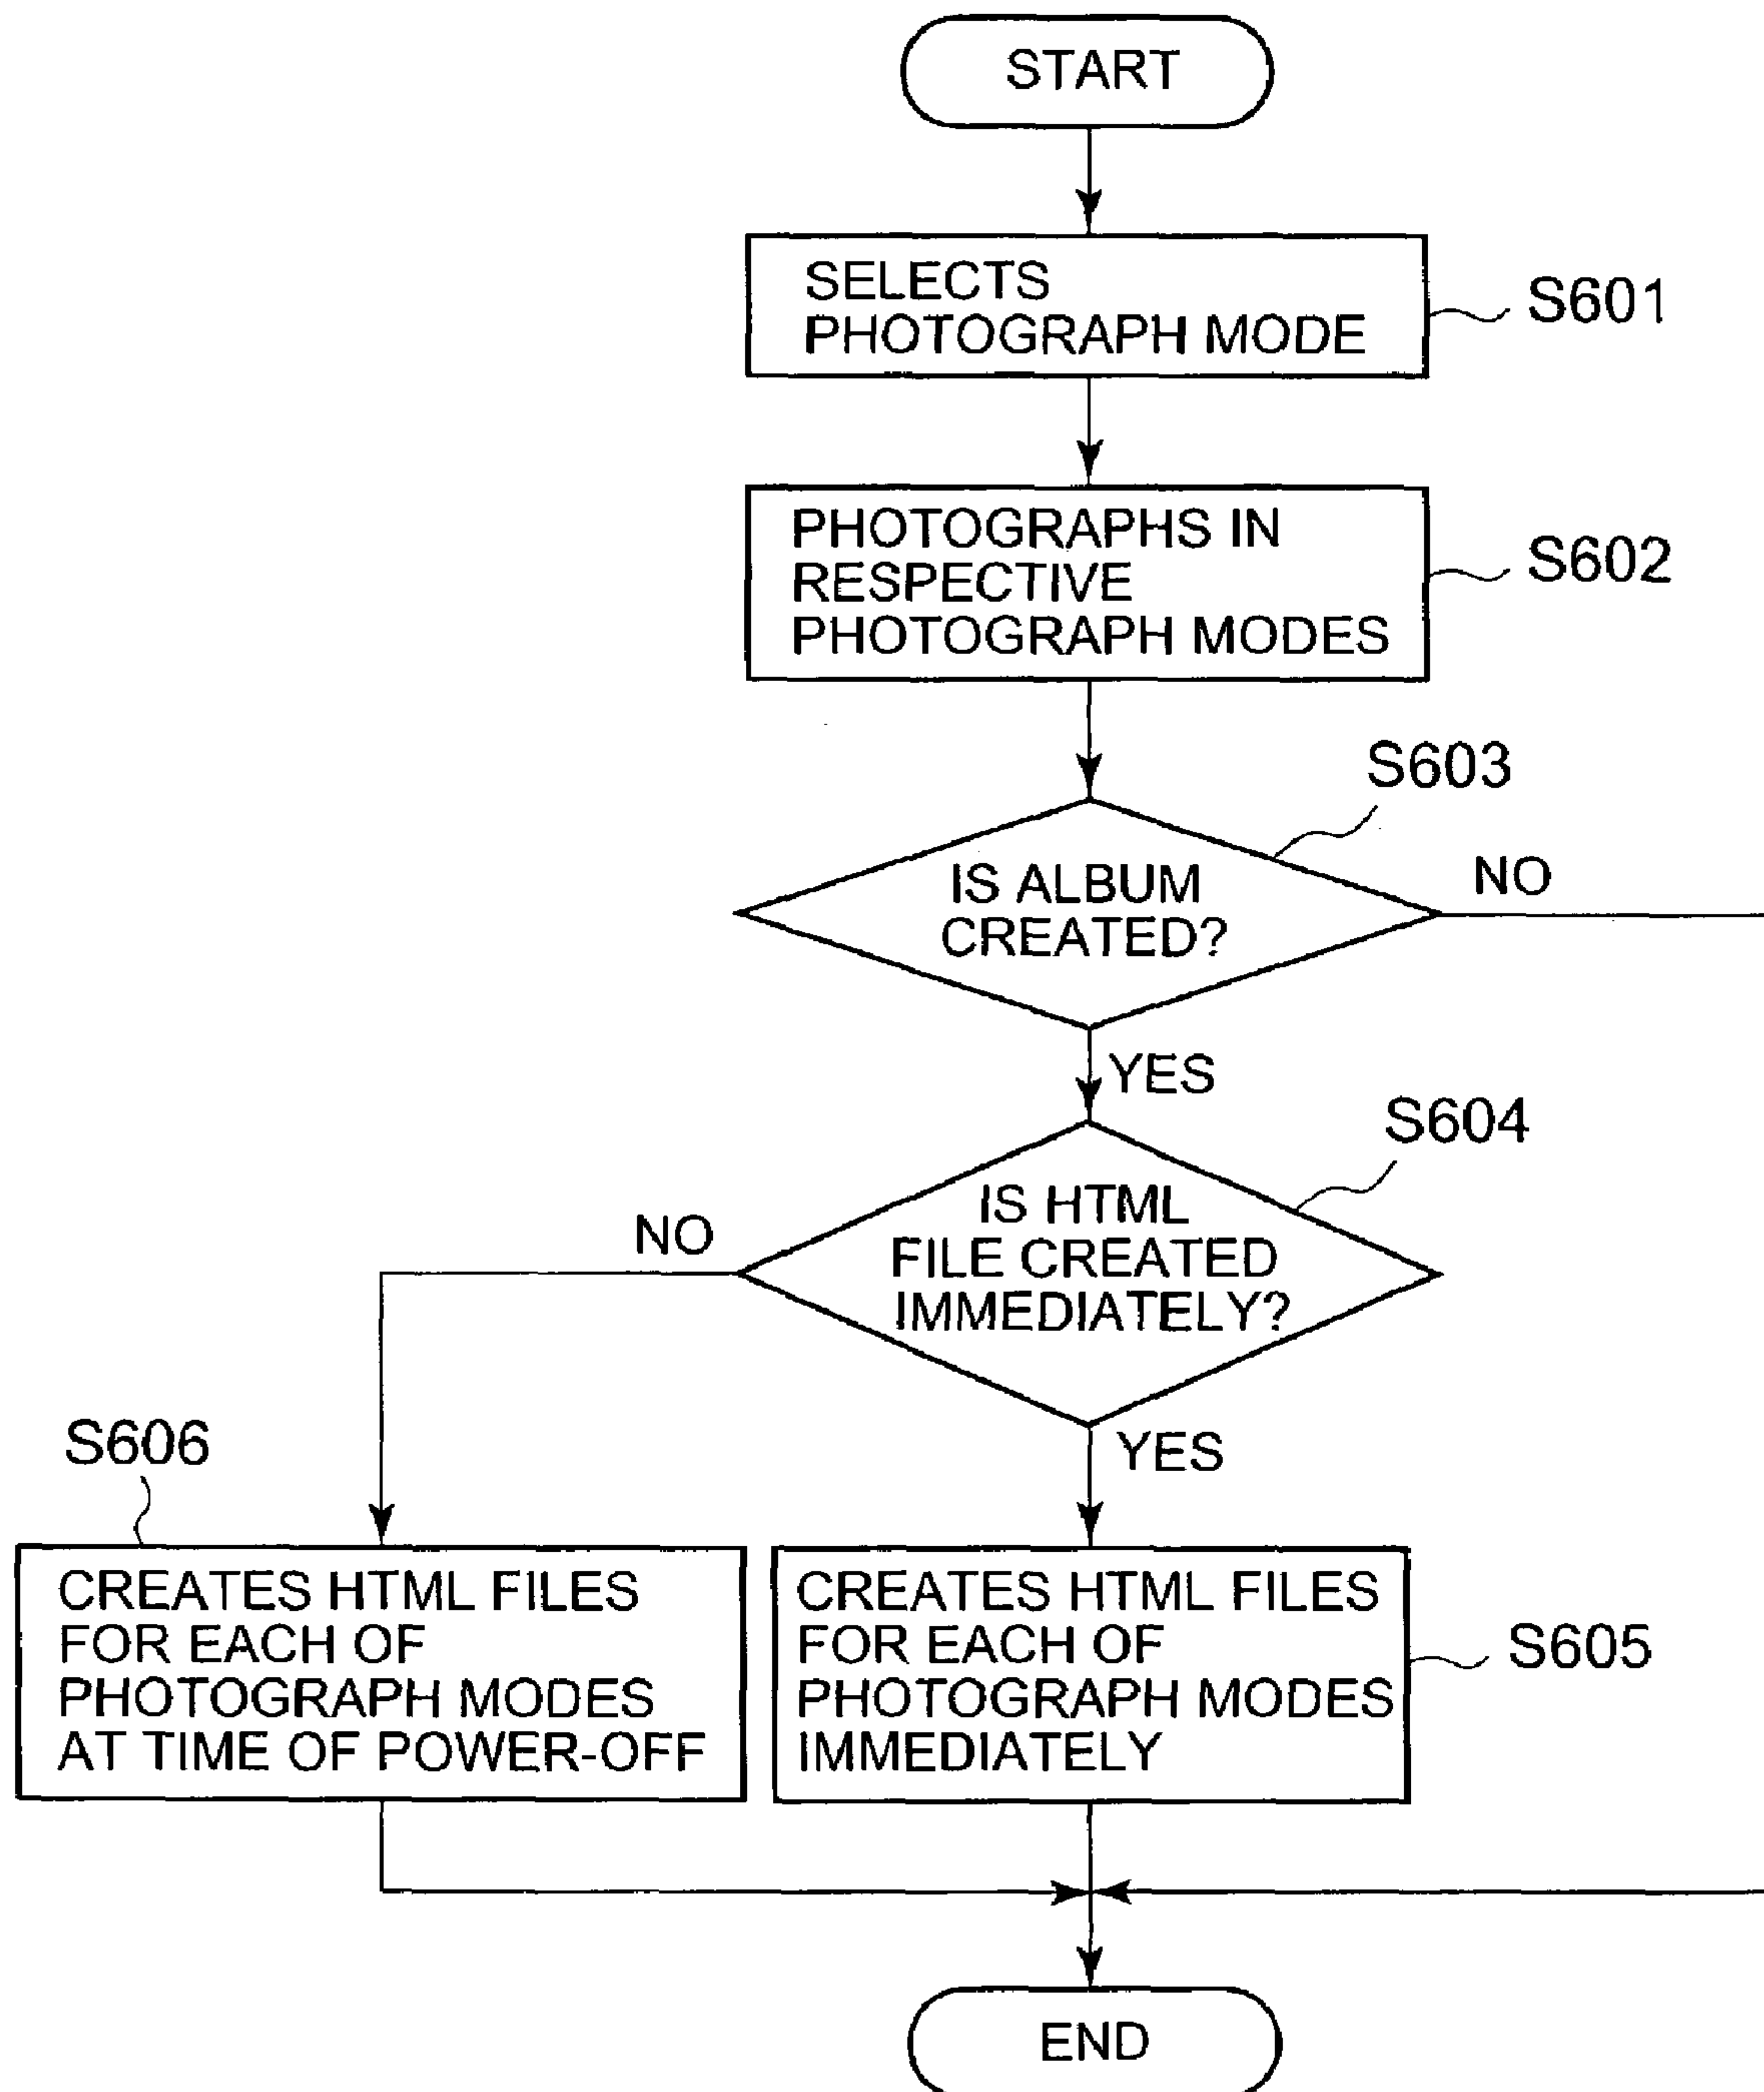 START
SELECTS
PHOTOGRAPH MODE
S601
PHOTOGRAPHS IN
RESPECTIVE
PHOTOGRAPH MODES
S602
S603
IS ALBUM
CREATED?
NO
YES
S604
IS HTML
FILE CREATED
IMMEDIATELY?
NO
YES
S606
CREATES HTML FILES
FOR EACH OF
PHOTOGRAPH MODES
AT TIME OF POWER-OFF
CREATES HTML FILES
FOR EACH OF
PHOTOGRAPH MODES
IMMEDIATELY
S605
END